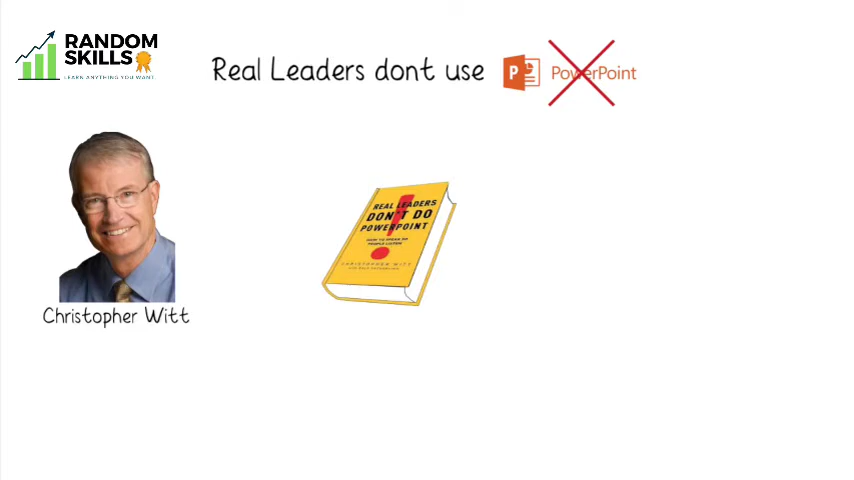 RANDOM
SKILLS
LEARN ANYTHING YOU WANT.
Real Leaders dont use
P
PowerPoint
REAL LEADERS
DON'T DO
POWERPOINT
HOW TO SPEAK SO
PEOPLE LISTEN
CHRISTOPHER WITT
Christopher Witt